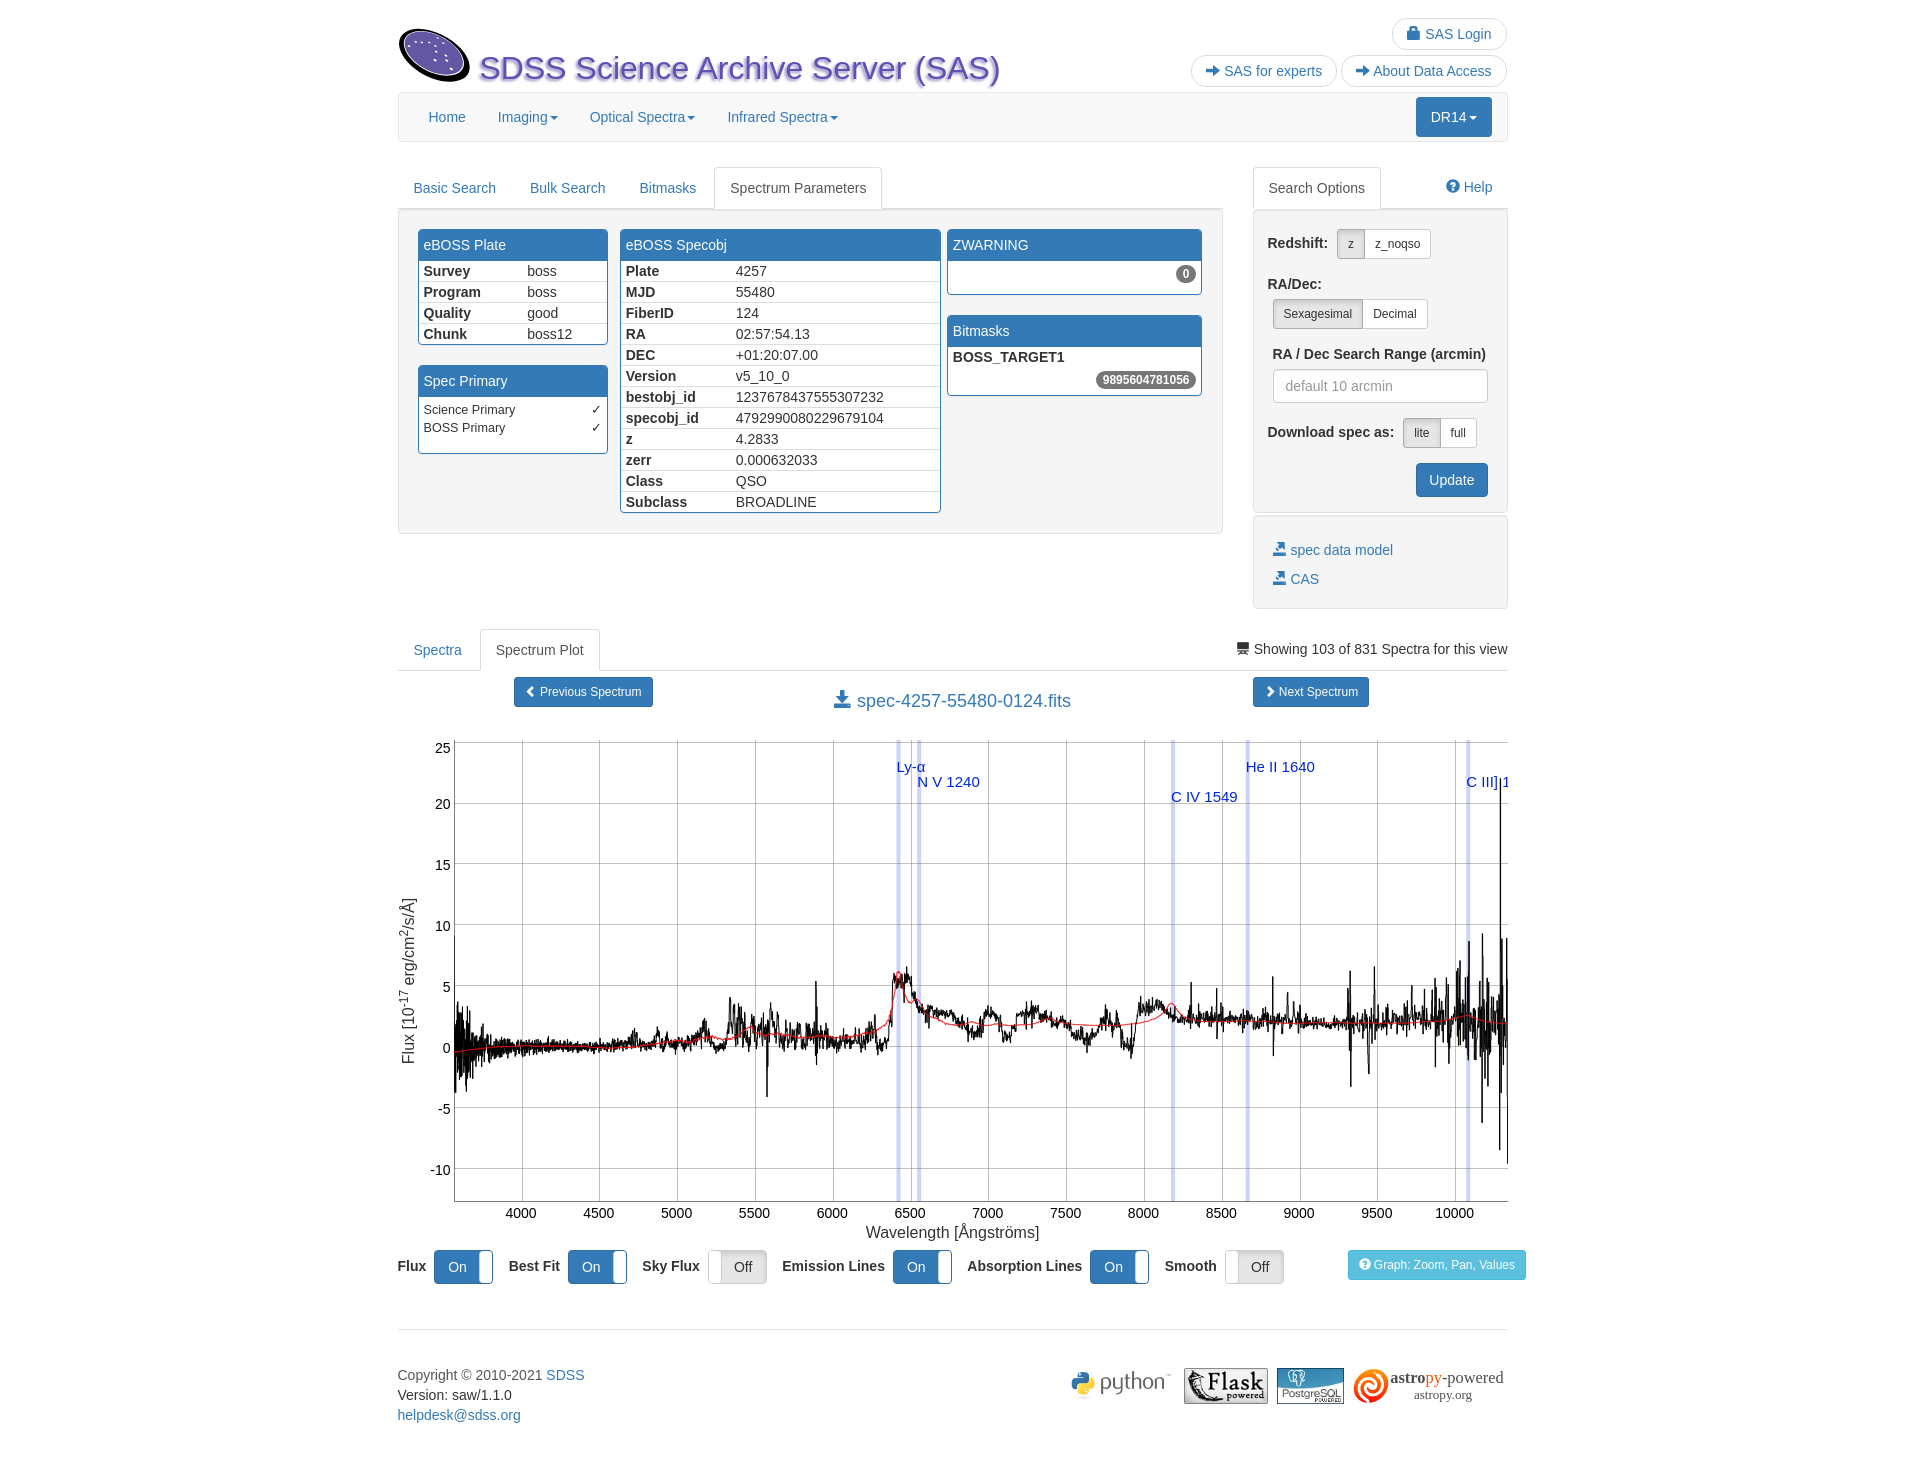 SAS Login
SDSS Science Archive Server (SAS)
SAS for experts
About Data Access
Home
Imaging
Optical Spectra
Infrared Spectra
DR14
Basic Search
Bulk Search
Bitmasks
Spectrum Parameters
Search Options
Help
eBOSS Plate
Survey boss
Program boss
Quality good
Chunk boss12
Spec Primary
Science Primary ✓
BOSS Primary ✓
eBOSS Specobj
Plate 4257
MJD 55480
FiberID 124
RA 02:57:54.13
DEC +01:20:07.00
Version v5_10_0
bestobj_id 1237678437555307232
specobj_id 4792990080229679104
z 4.2833
zerr 0.000632033
Class QSO
Subclass BROADLINE
ZWARNING
0
Bitmasks
BOSS_TARGET1
9895604781056
Redshift: z z_noqso
RA/Dec:
Sexagesimal Decimal
RA / Dec Search Range (arcmin)
default 10 arcmin
Download spec as: lite full
Update
spec data model
CAS
Spectra
Spectrum Plot
Showing 103 of 831 Spectra for this view
Previous Spectrum
spec-4257-55480-0124.fits
Next Spectrum
25
20
15
10
5
0
-5
-10
Flux [10-17 erg/cm2/s/Å]
Ly-α
N V 1240
C IV 1549
He II 1640
C III] 1
4000 4500 5000 5500 6000 6500 7000 7500 8000 8500 9000 9500 10000
Wavelength [Ångströms]
Flux On Best Fit On Sky Flux Off Emission Lines On Absorption Lines On Smooth Off
Graph: Zoom, Pan, Values
Copyright © 2010-2021 SDSS
Version: saw/1.1.0
helpdesk@sdss.org
python
Flask
powered
PostgreSQL
POWERED
astropy-powered
astropy.org